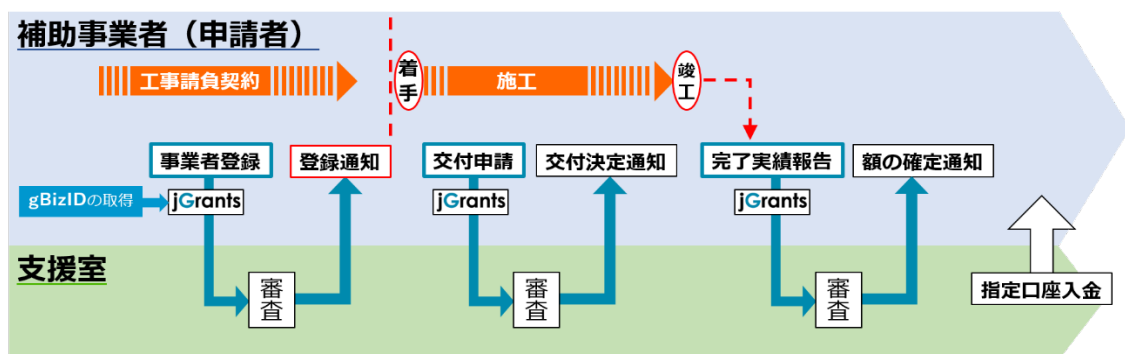 補助事業者（申請者）
工事請負契約
着手
施工
竣工
事業者登録
登録通知
交付申請
交付決定通知
完了実績報告
額の確定通知
gBizIDの取得
jGrants
jGrants
jGrants
支援室
審査
審査
審査
指定口座入金